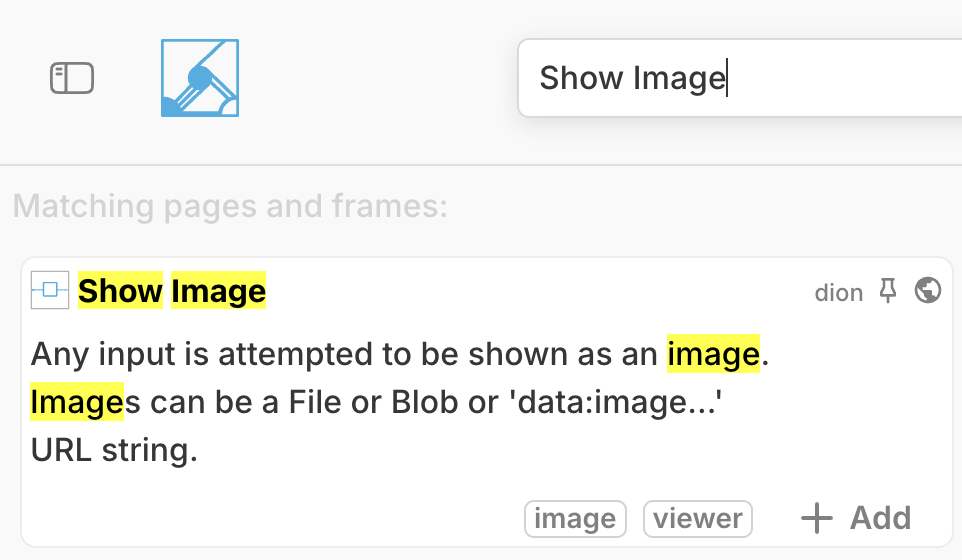 Show Image
Matching pages and frames:
Show Image
dion
Any input is attempted to be shown as an image.
Images can be a File or Blob or 'data:image...'
URL string.
image
viewer
Add